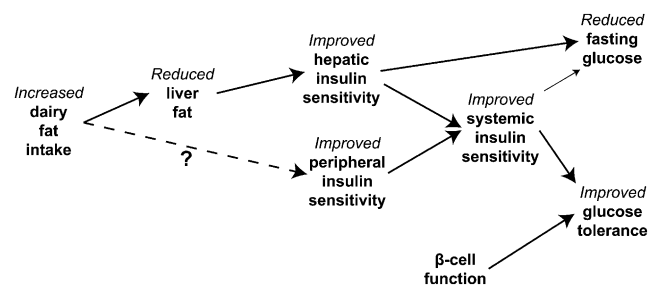 Increased
dairy
fat
intake
Reduced
liver
fat
?
Improved
hepatic
insulin
sensitivity
Improved
peripheral
insulin
sensitivity
Improved
systemic
insulin
sensitivity
Reduced
fasting
glucose
Improved
glucose
tolerance
β-cell
function